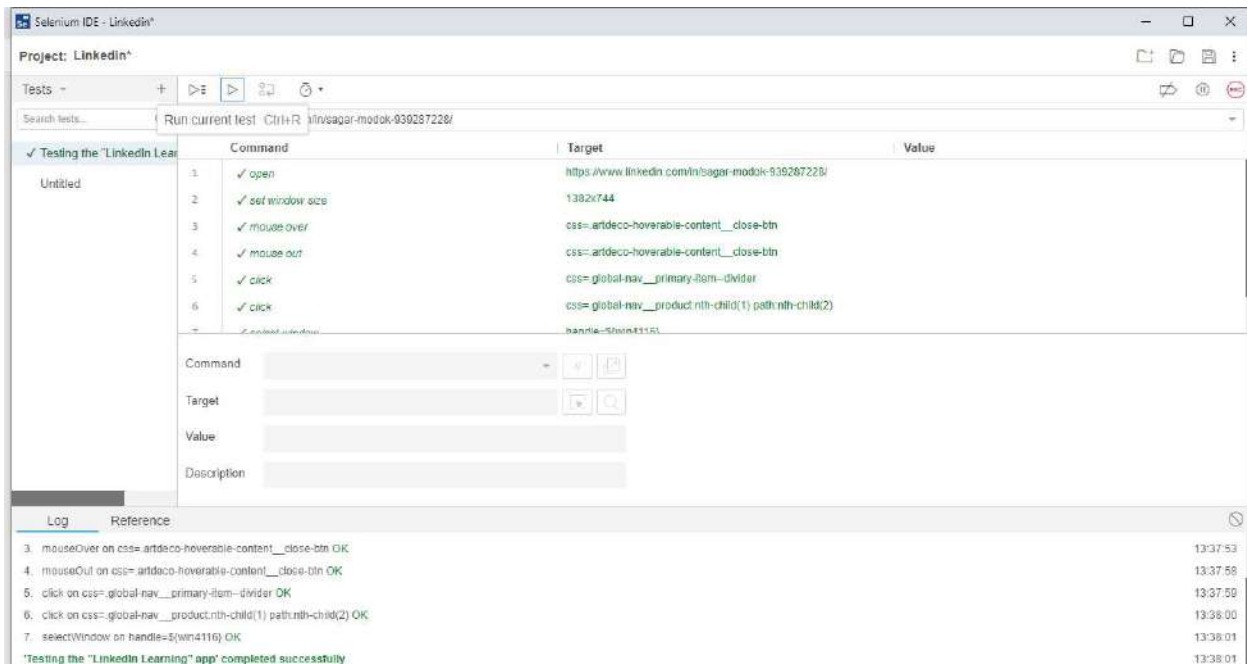 Selenium IDE - Linkedin*
Project: Linkedin*
Tests
Search tests...
Run current test Ctrl+R
/in/sagar-modok-939287228/
Command Target Value
✓ Testing the "Linkedin Lear
Untitled
1 ✓ open https://www.linkedin.com/in/sagar-modok-939287228/
2 ✓ set window size 1382x744
3 ✓ mouse over css=.artdeco-hoverable-content__close-btn
4 ✓ mouse out css=.artdeco-hoverable-content__close-btn
5 ✓ click css=.global-nav__primary-item--divider
6 ✓ click css=.global-nav__product:nth-child(1) path:nth-child(2)
7 ✓ select window handle=${win4116}
Command
//
Target
Value
Description
Log Reference
3. mouseOver on css=.artdeco-hoverable-content__close-btn OK 13:37:53
4. mouseOut on css=.artdeco-hoverable-content__close-btn OK 13:37:58
5. click on css=.global-nav__primary-item--divider OK 13:37:59
6. click on css=.global-nav__product:nth-child(1) path:nth-child(2) OK 13:38:00
7. selectWindow on handle=${win4116} OK 13:38:01
'Testing the "Linkedin Learning" app' completed successfully 13:38:01